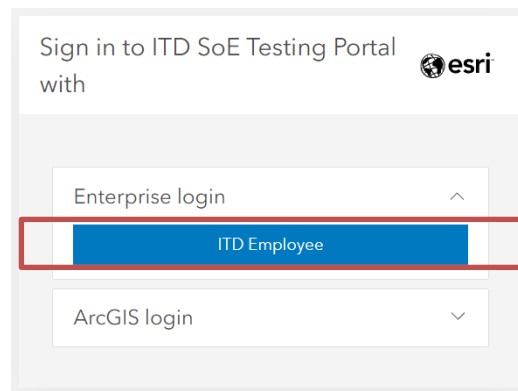 Sign in to ITD SoE Testing Portal
with
esri
Enterprise login
ITD Employee
ArcGIS login